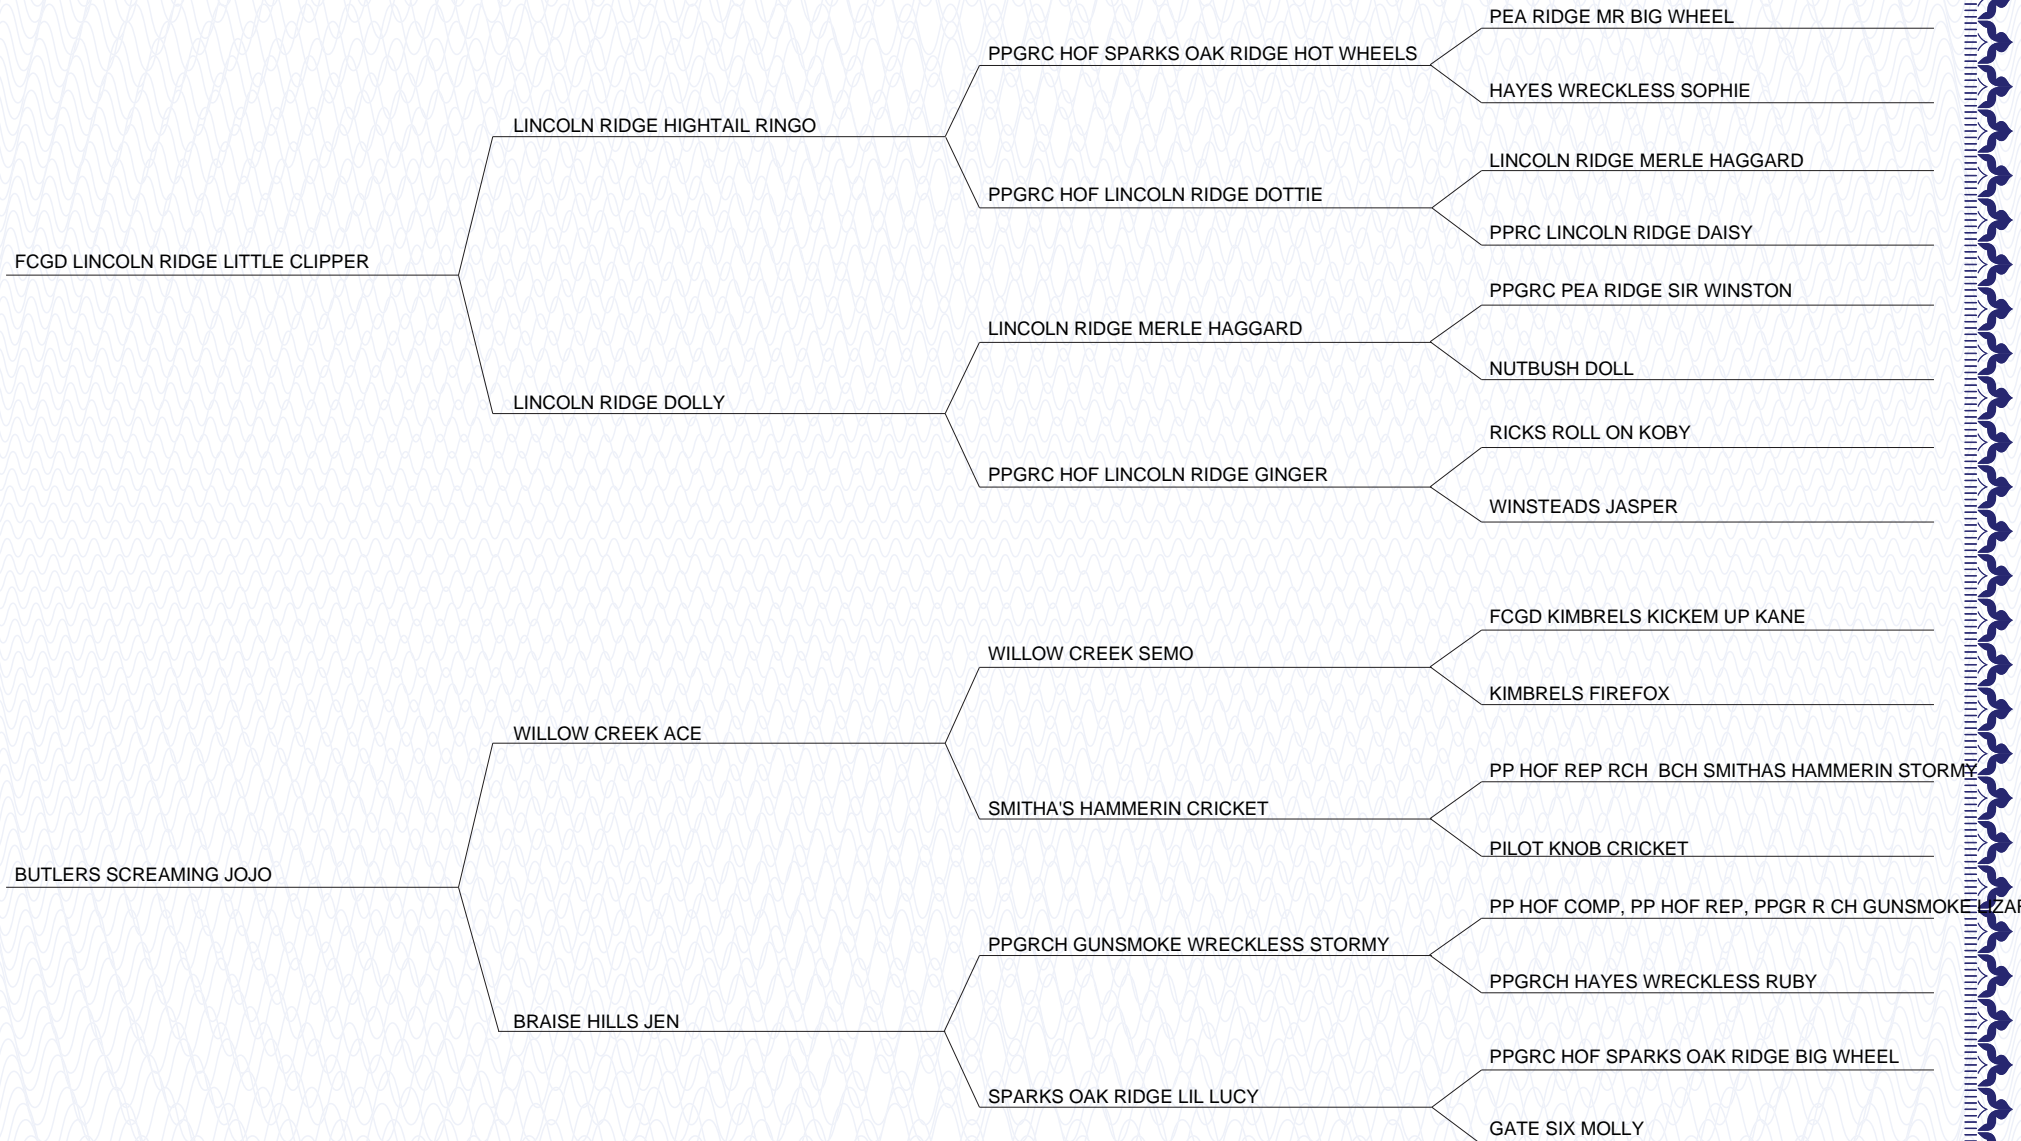 PEA RIDGE MR BIG WHEEL
PPGRC HOF SPARKS OAK RIDGE HOT WHEELS
HAYES WRECKLESS SOPHIE
LINCOLN RIDGE HIGHTAIL RINGO
LINCOLN RIDGE MERLE HAGGARD
PPGRC HOF LINCOLN RIDGE DOTTIE
PPRC LINCOLN RIDGE DAISY
FCGD LINCOLN RIDGE LITTLE CLIPPER
PPGRC PEA RIDGE SIR WINSTON
LINCOLN RIDGE MERLE HAGGARD
NUTBUSH DOLL
LINCOLN RIDGE DOLLY
RICKS ROLL ON KOBY
PPGRC HOF LINCOLN RIDGE GINGER
WINSTEADS JASPER
FCGD KIMBRELS KICKEM UP KANE
WILLOW CREEK SEMO
KIMBRELS FIREFOX
WILLOW CREEK ACE
PP HOF REP RCH  BCH SMITHAS HAMMERIN STORMY
SMITHA'S HAMMERIN CRICKET
PILOT KNOB CRICKET
BUTLERS SCREAMING JOJO
PP HOF COMP, PP HOF REP, PPGR R CH GUNSMOKE
PPGRCH GUNSMOKE WRECKLESS STORMY
PPGRCH HAYES WRECKLESS RUBY
BRAISE HILLS JEN
PPGRC HOF SPARKS OAK RIDGE BIG WHEEL
SPARKS OAK RIDGE LIL LUCY
GATE SIX MOLLY